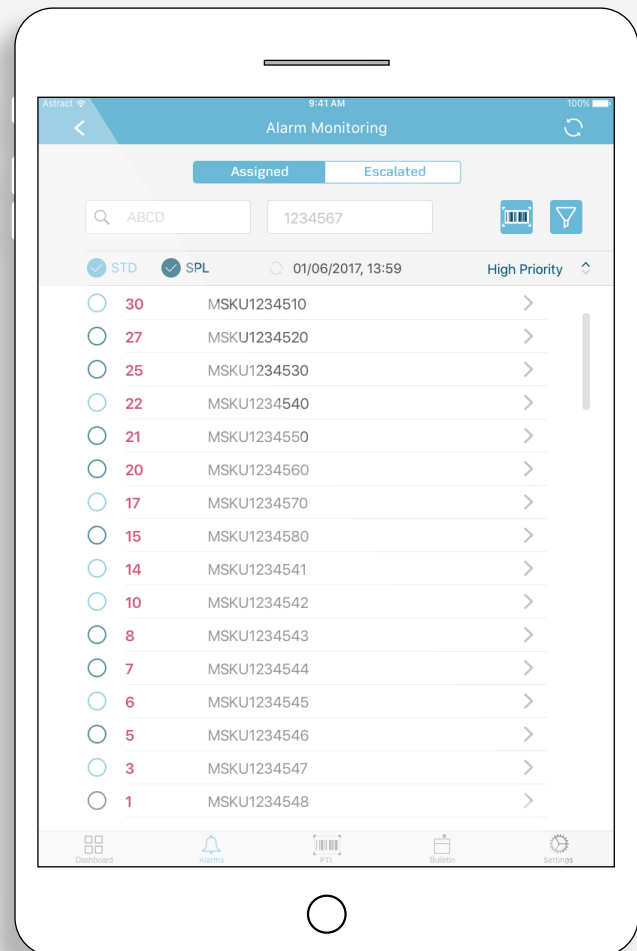 Astract 9:41 AM 100%
Alarm Monitoring
Assigned Escalated
ABCD 1234567
STD SPL 01/06/2017, 13:59 High Priority
30 MSKU1234510
27 MSKU1234520
25 MSKU1234530
22 MSKU1234540
21 MSKU1234550
20 MSKU1234560
17 MSKU1234570
15 MSKU1234580
14 MSKU1234541
10 MSKU1234542
8 MSKU1234543
7 MSKU1234544
6 MSKU1234545
5 MSKU1234546
3 MSKU1234547
1 MSKU1234548
Dashboard Alarms PTI Bulletin Settings